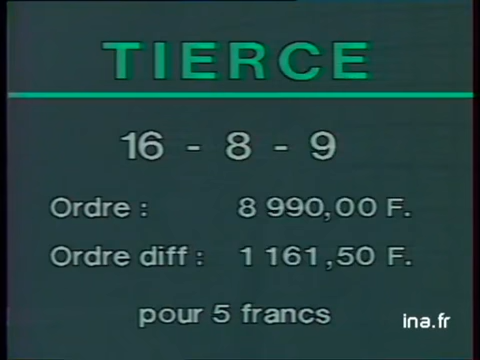 TIERCE
16 - 8 - 9
Ordre : 8 990,00 F.
Ordre diff : 1 161,50 F.
pour 5 francs
ina.fr